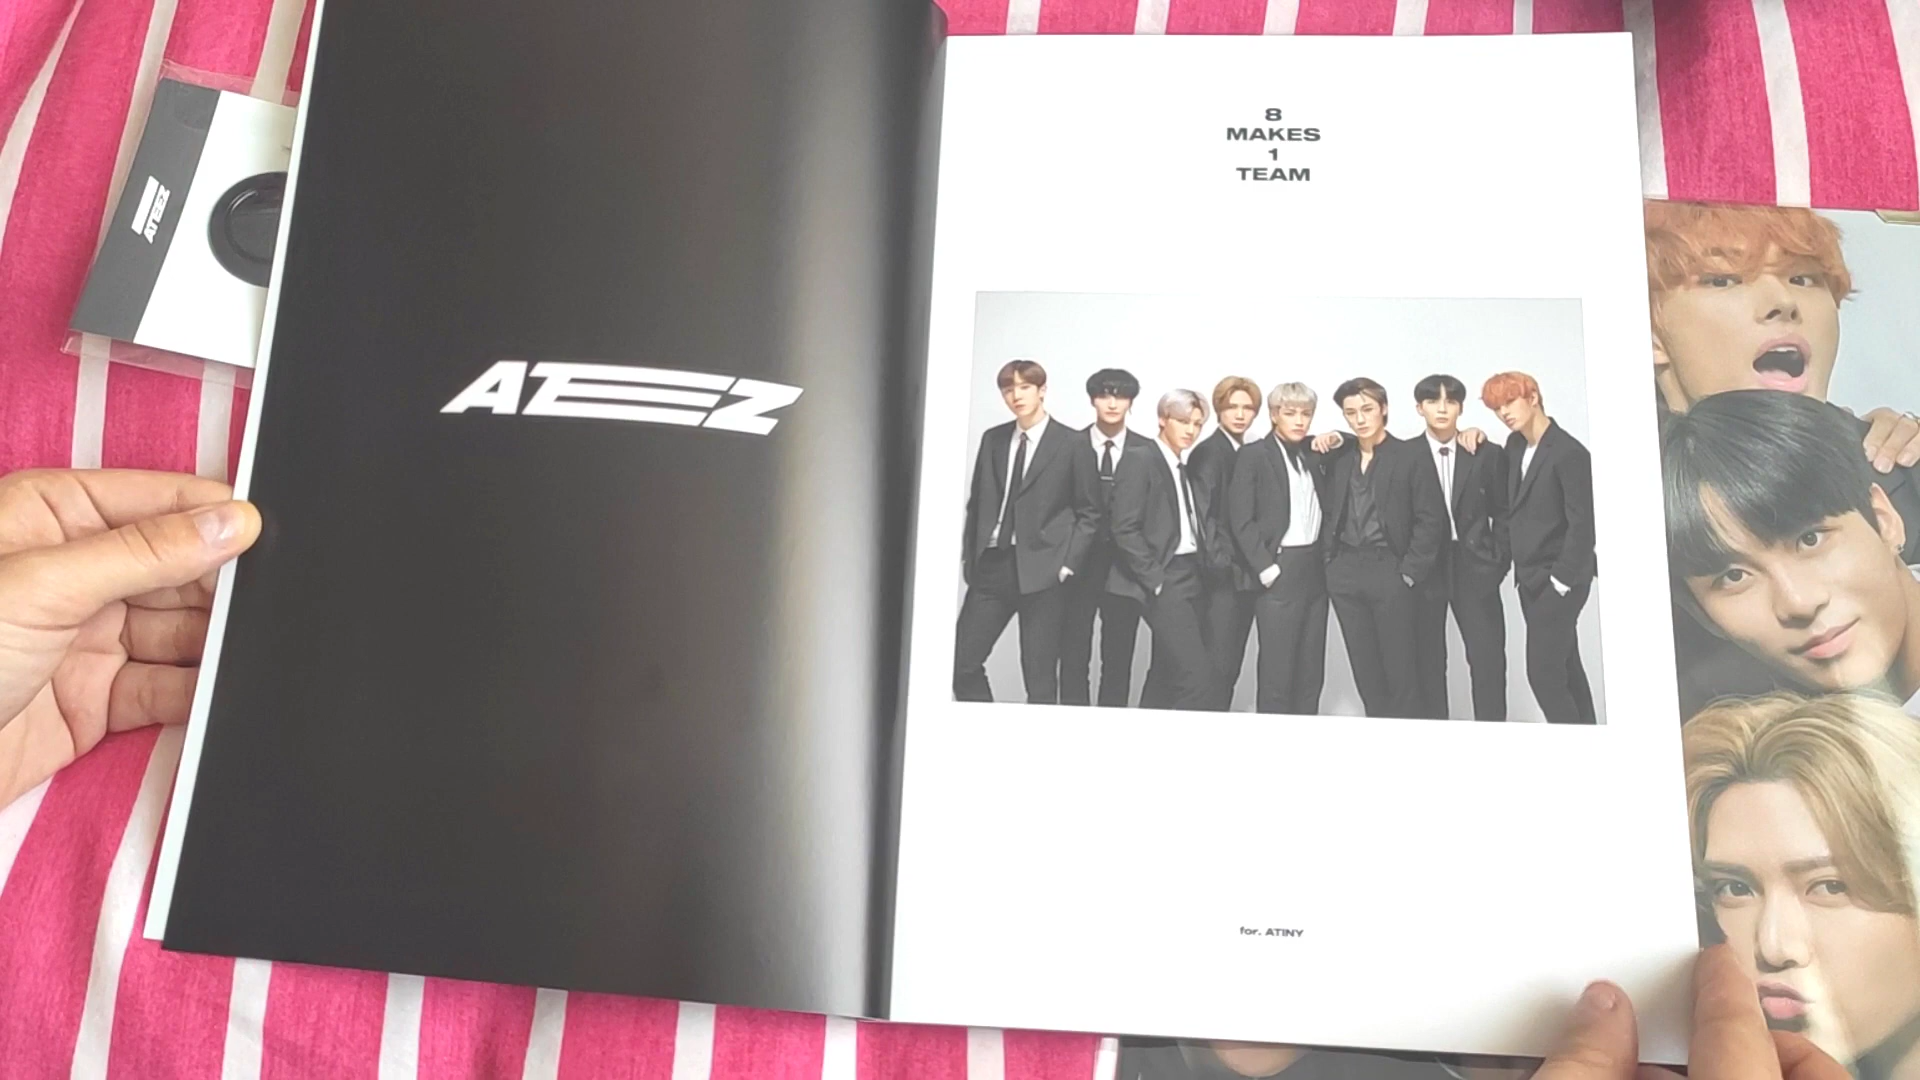 ATEEZ
ATEEZ
8
MAKES
1
TEAM
for. ATINY